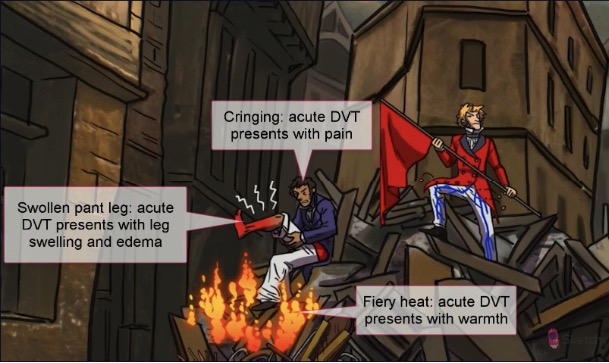 Cringing: acute DVT
presents with pain
Swollen pant leg: acute
DVT presents with leg
swelling and edema
Fiery heat: acute DVT
presents with warmth